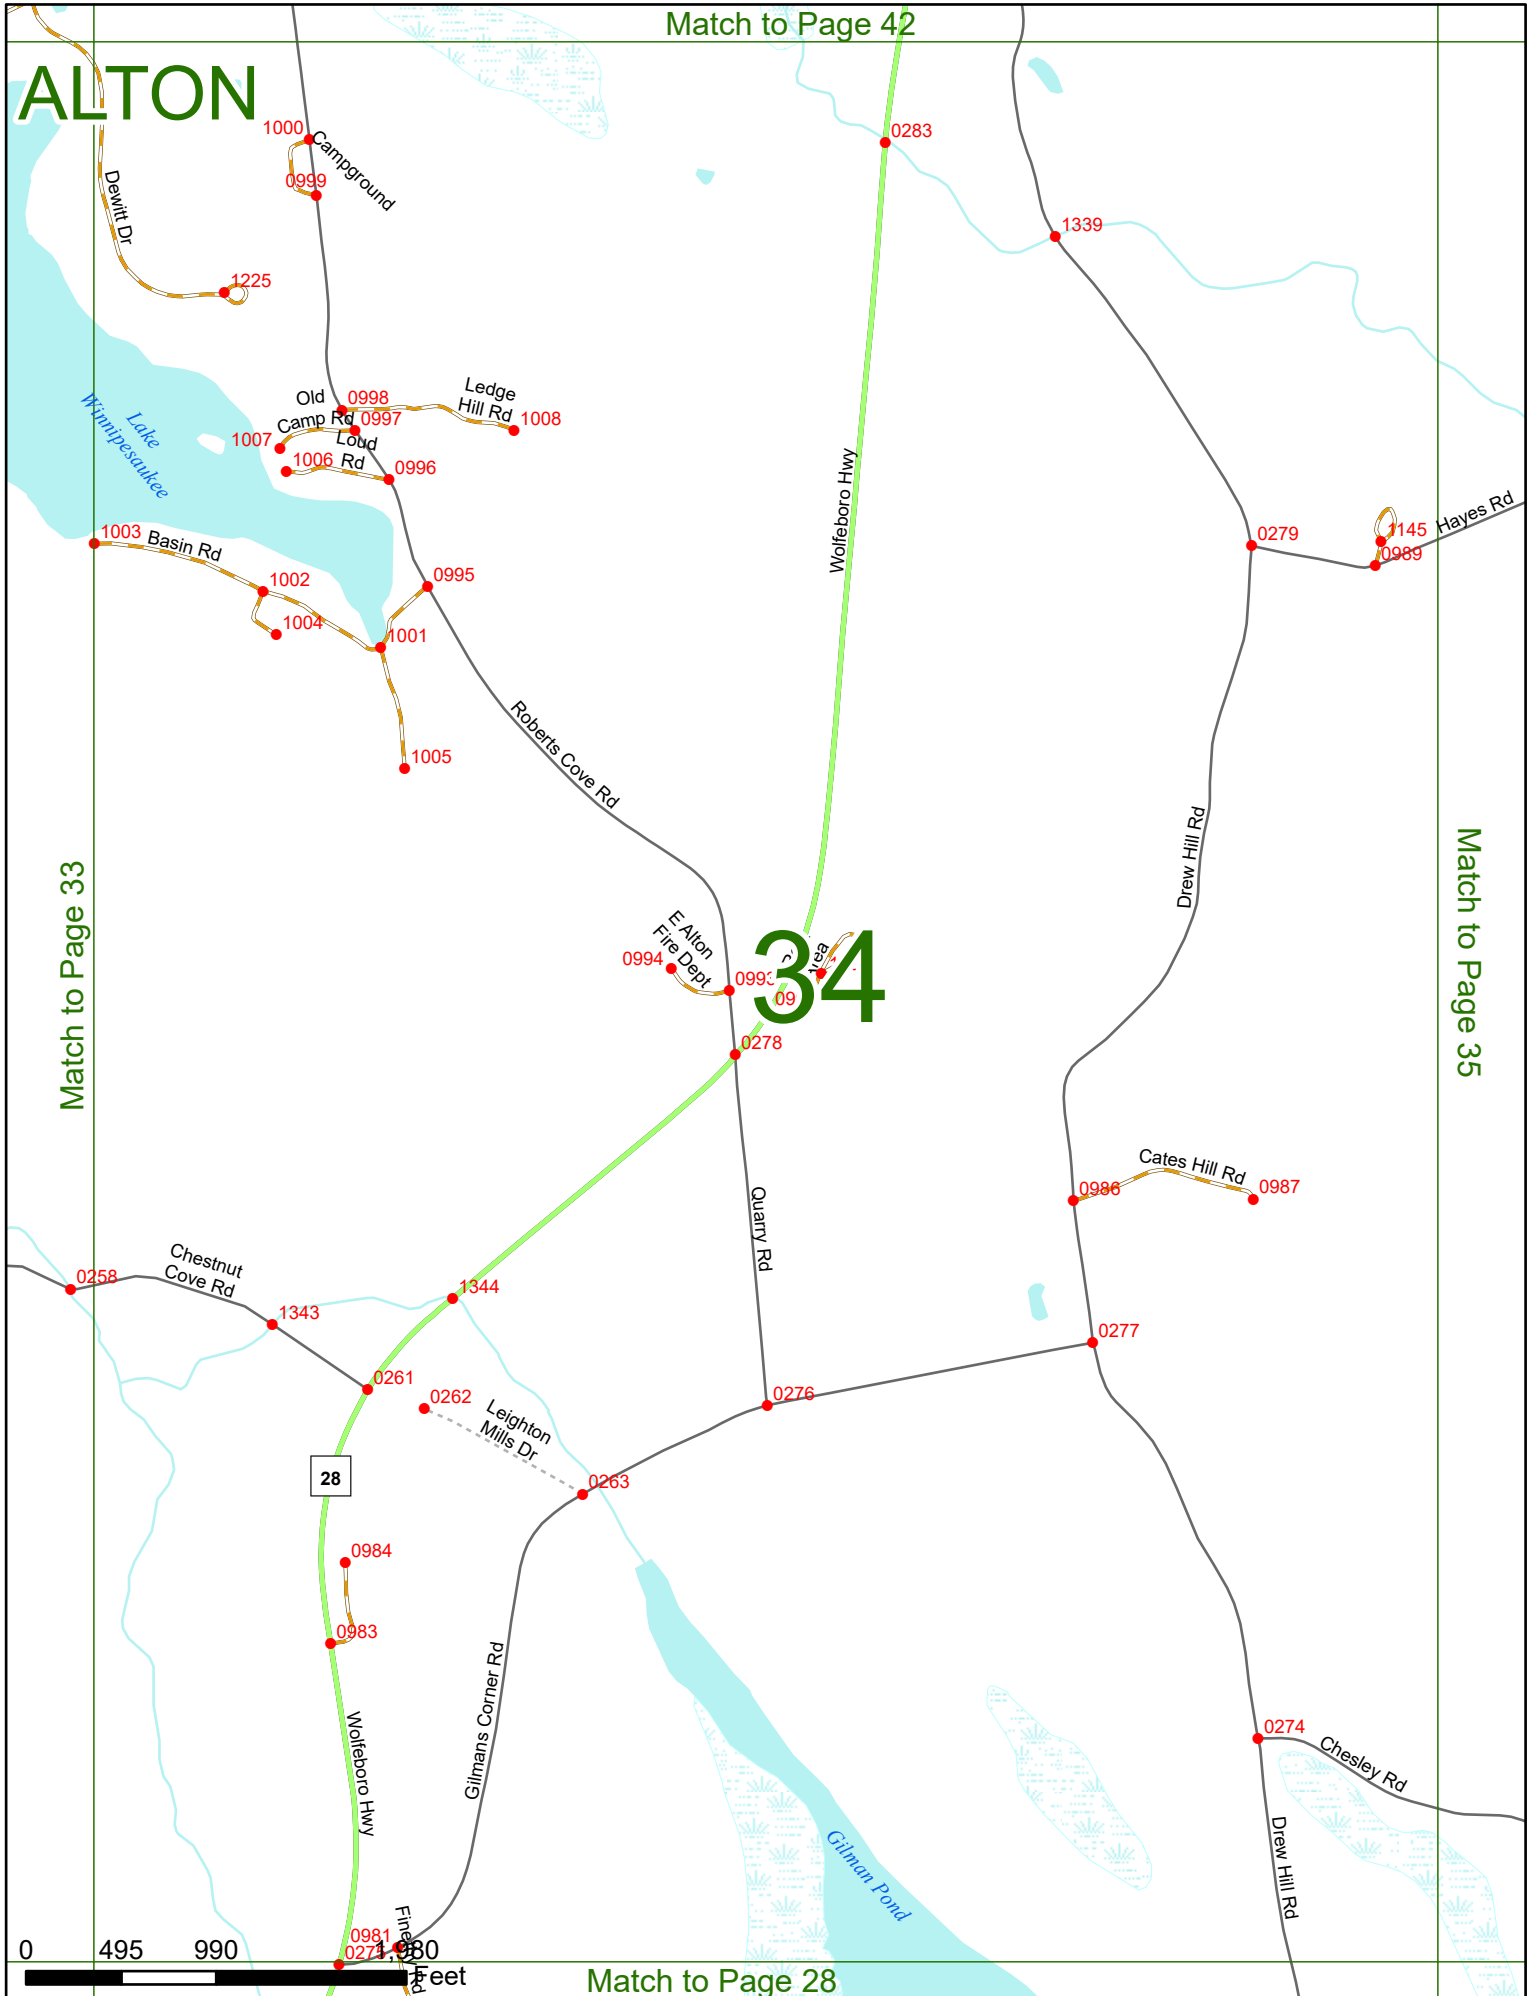 Match to Page 42
ALTON
1000
Campground
0283
0999
Dewitt Dr
1339
1225
Old
Camp Rd
0998
Ledge
Hill Rd
0997
1008
1007
Loud
Rd
1006
0996
Lake
Winnipesaukee
Wolfeboro Hwy
Hayes Rd
1145
0279
0989
1003
Basin Rd
1002
0995
1004
1001
1005
Roberts Cove Rd
Drew Hill Rd
Match to Page 33
Match to Page 35
E Alton
Fire Dept
0994
0993
34
0278
Cates Hill Rd
0986
0987
Quarry Rd
Chestnut
Cove Rd
0258
1344
1343
0277
0261
0262
0276
Leighton
Mills Dr
28
0263
0984
0983
Gilmans Corner Rd
Wolfeboro Hwy
0274
Chesley Rd
Gilman Pond
Drew Hill Rd
0981
0 495 990 1,980
Feet
Match to Page 28